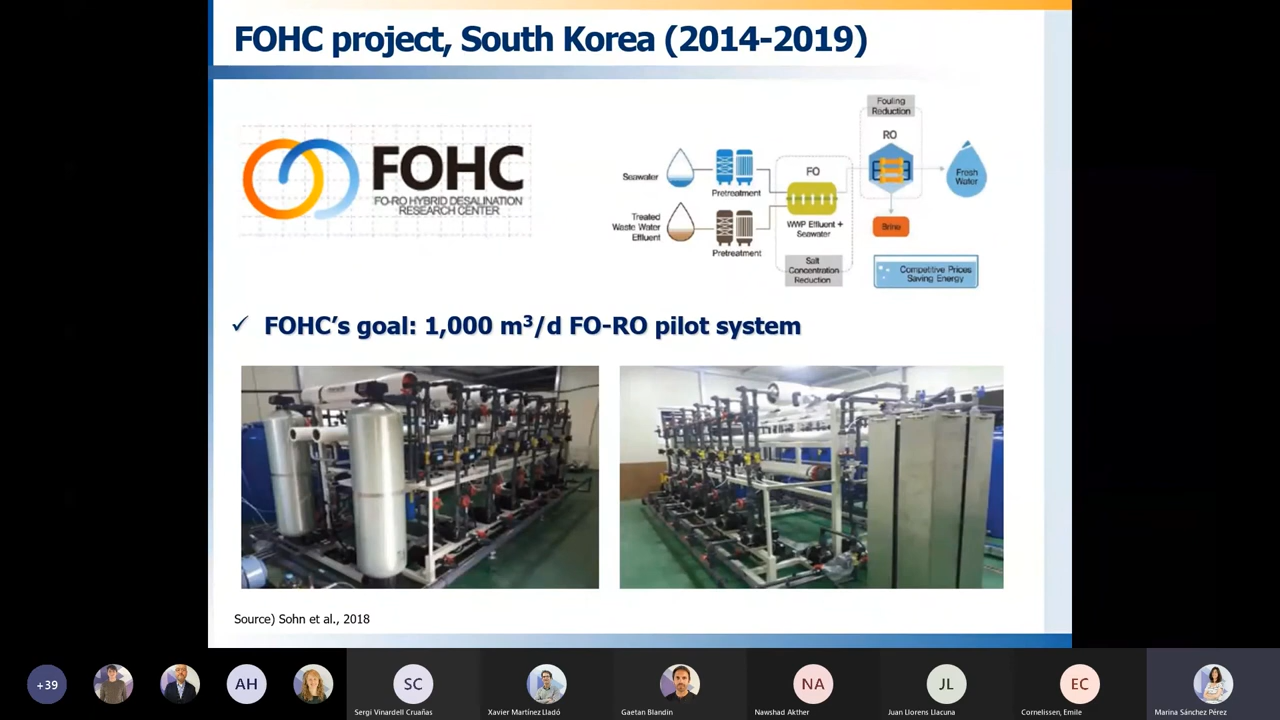 FOHC project, South Korea (2014-2019)
FOHC
FO-RO HYBRID DESALINATION
RESEARCH CENTER
Fouling
Reduction
RO
Seawater
Pretreatment
FO
Fresh
Water
Treated
Waste Water
Effluent
Pretreatment
WWP Effluent +
Seawater
Brine
Salt
Concentration
Reduction
Competitive Prices
Saving Energy
✓ FOHC’s goal: 1,000 m³/d FO-RO pilot system
Source) Sohn et al., 2018
+39
AH
SC
NA
JL
EC
Sergi Vinardell Cruañas
Xavier Martínez Lladó
Gaetan Blandin
Nawshad Akther
Juan Llorens Llacuna
Cornelissen, Emile
Marina Sánchez Pérez